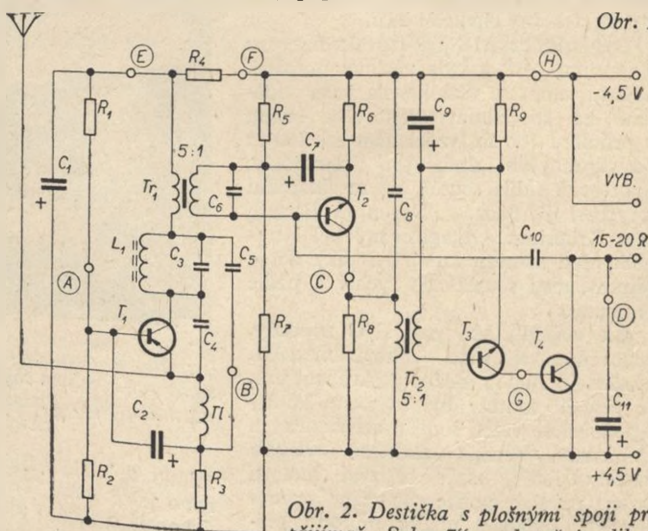 Obr.
E
F
H
R4
R1
R5
R6
C9
R9
-4,5 V
C1
+
5:1
C7
+
+
Tr1
C6
T2
C8
VÝB.
L1
C3
C5
C10
15-20 Ω
A
C
D
T1
C4
R7
R8
T3
T4
B
Tr2
5:1
G
C2
+
Tl
C11
+
R2
R3
+4,5 V
Obr. 2. Destička s plošnými spoji